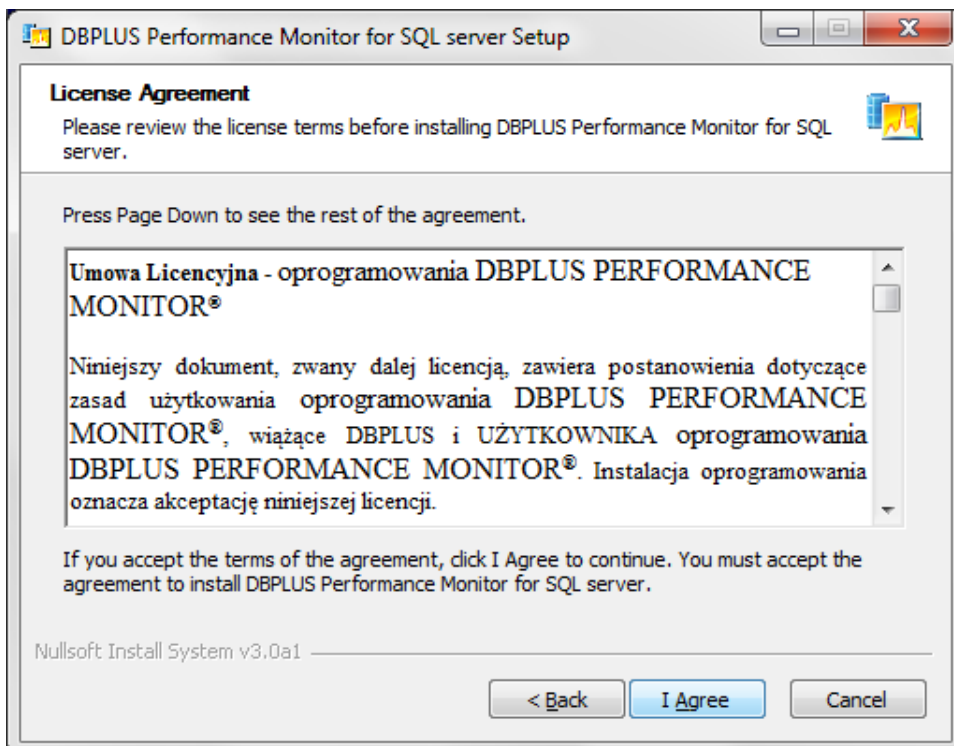 DBPLUS Performance Monitor for SQL server Setup
License Agreement
Please review the license terms before installing DBPLUS Performance Monitor for SQL
server.
Press Page Down to see the rest of the agreement.
Umowa Licencyjna - oprogramowania DBPLUS PERFORMANCE
MONITOR®
Niniejszy dokument, zwany dalej licencją, zawiera postanowienia dotyczące
zasad użytkowania oprogramowania DBPLUS PERFORMANCE
MONITOR®, wiążące DBPLUS i UŻYTKOWNIKA oprogramowania
DBPLUS PERFORMANCE MONITOR®. Instalacja oprogramowania
oznacza akceptację niniejszej licencji.
If you accept the terms of the agreement, click I Agree to continue. You must accept the
agreement to install DBPLUS Performance Monitor for SQL server.
Nullsoft Install System v3.0a1
< Back
I Agree
Cancel